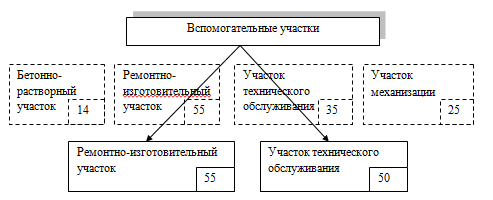 Вспомогательные участки
Бетонно-
растворный
участок 14
Ремонтно-
изготовительный
участок 55
Участок
технического
обслуживания 35
Участок
механизации
25
Ремонтно-изготовительный
участок
55
Участок технического
обслуживания
50